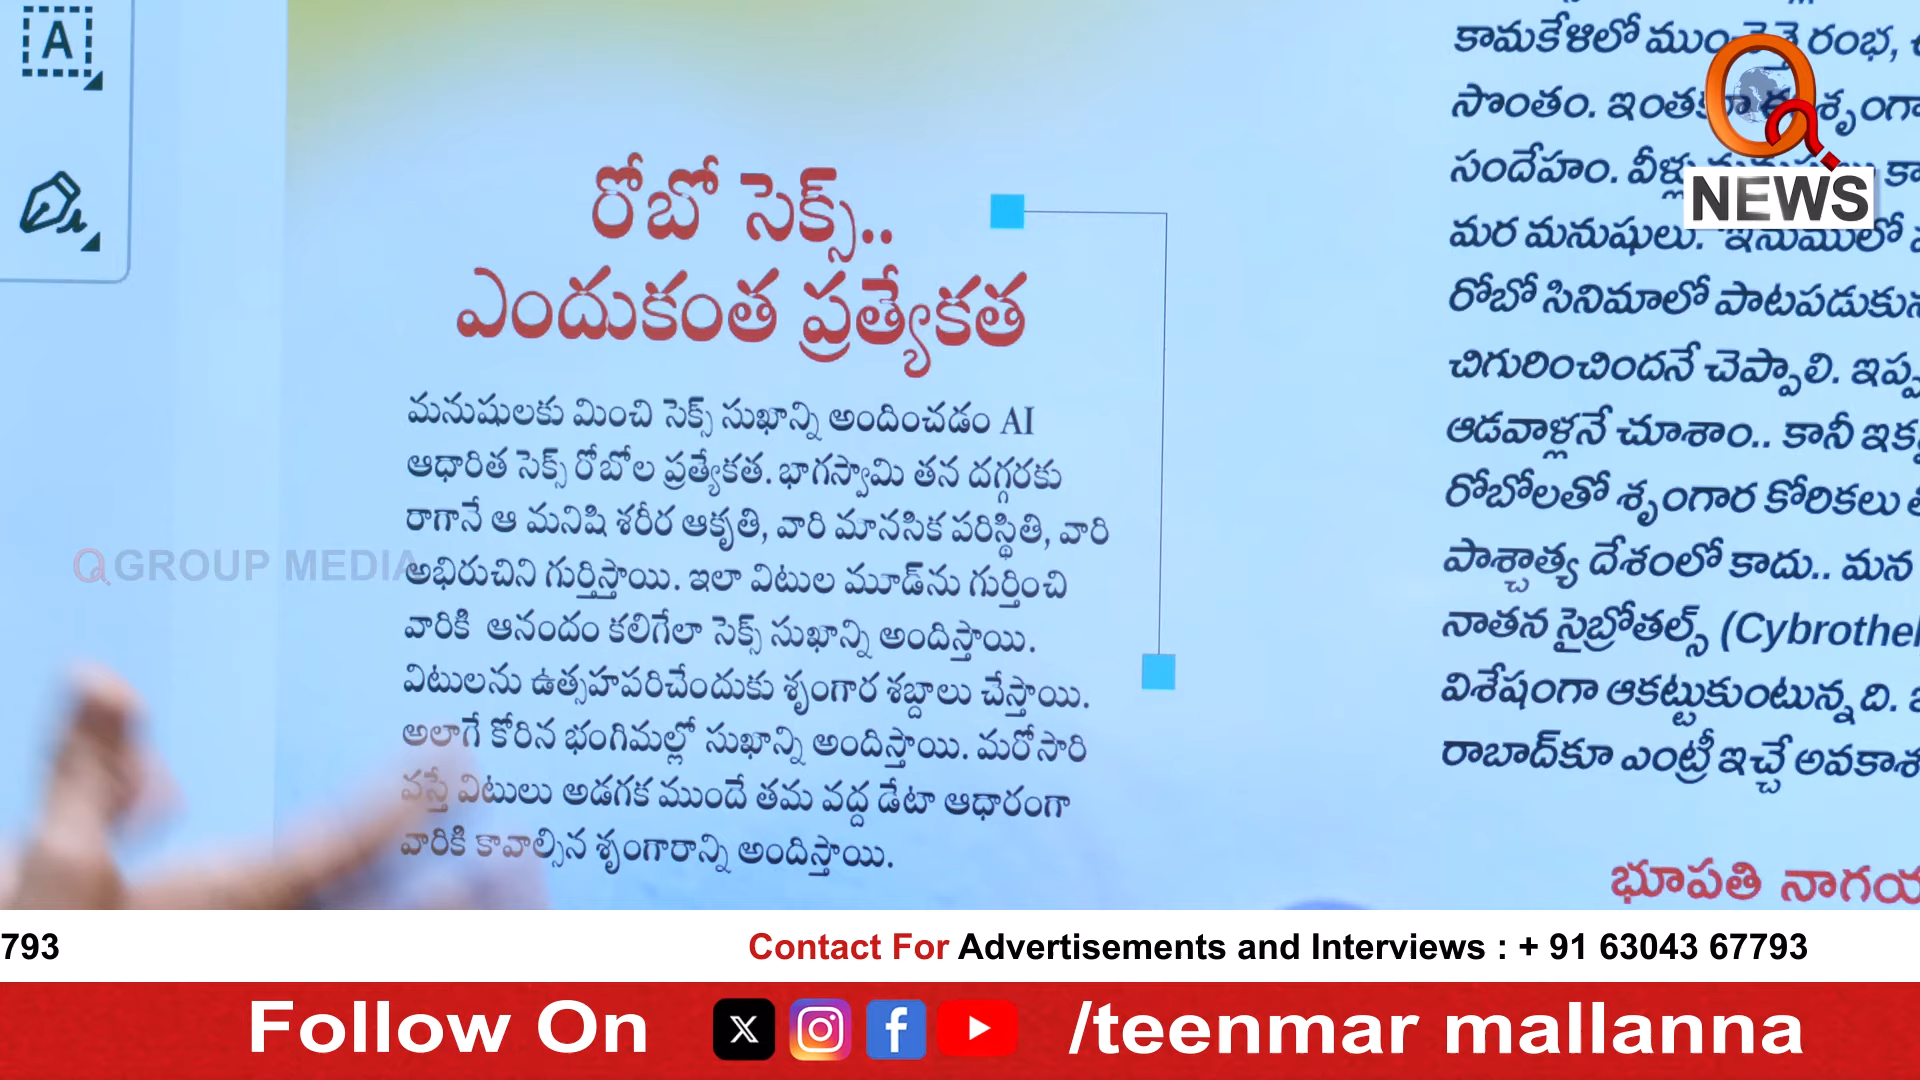 A
రోబో సెక్స్..
ఎందుకంత ప్రత్యేకత
మనుషులకు మించి సెక్స్ సుఖాన్ని అందించడం AI
ఆధారిత సెక్స్ రోబోల ప్రత్యేకత. భాగస్వామి తన దగ్గరకు
రాగానే ఆ మనిషి శరీర ఆకృతి, వారి మానసిక పరిస్థితి, వారి
అభిరుచిని గుర్తిస్తాయి. ఇలా విటుల మూడ్‌ను గుర్తించి
వారికి ఆనందం కలిగేలా సెక్స్ సుఖాన్ని అందిస్తాయి.
విటులను ఉత్సహపరిచేందుకు శృంగార శబ్దాలు చేస్తాయి.
అలాగే కోరిన భంగిమల్లో సుఖాన్ని అందిస్తాయి. మరోసారి
వస్తే విటులు అడగక ముందే తమ వద్ద డేటా ఆధారంగా
వారికి కావాల్సిన శృంగారాన్ని అందిస్తాయి.
కామకేళిలో రంభ,
సొంతం.
సందేహం.
మర మనుషులు. ఇనుములో
రోబో సినిమాలో
చిగురించిందనే చెప్పాలి.
ఆడవాళ్లనే చూశాం.. కానీ
రోబోలతో శృంగార కోరికలు
పాశ్చాత్య దేశంలో కాదు.. మన
నాతన సైబ్రోతల్స్
విశేషంగా ఆకట్టుకుంటున్నది.
రాబాద్‌కూ ఎంట్రీ ఇచ్చే
భూపతి
Q
NEWS
Q GROUP MEDIA
793
Contact For Advertisements and Interviews : + 91 63043 67793
Follow On /teenmar mallanna